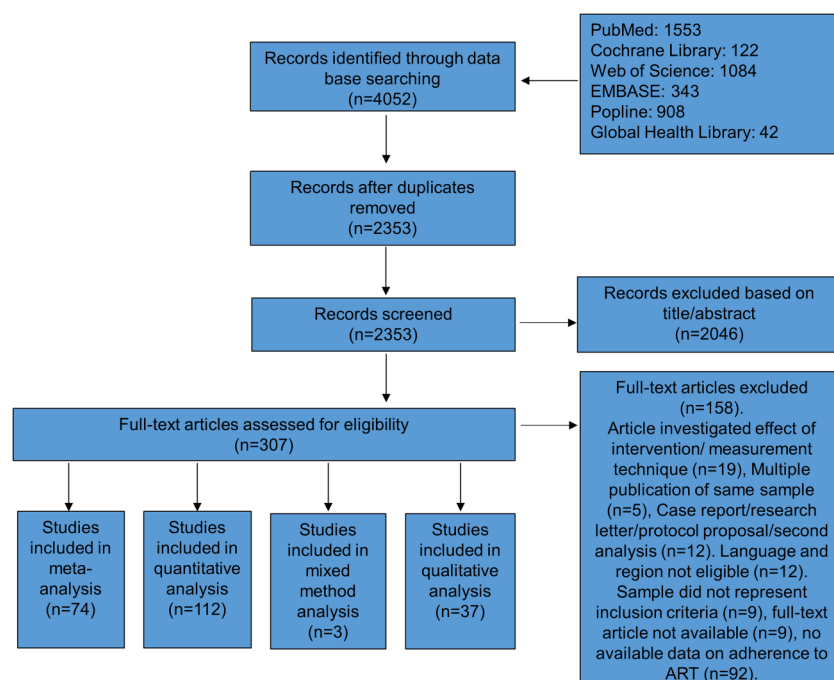 Records identified through data
base searching
(n=4052)
PubMed: 1553
Cochrane Library: 122
Web of Science: 1084
EMBASE: 343
Popline: 908
Global Health Library: 42
Records after duplicates
removed
(n=2353)
Records screened
(n=2353)
Records excluded based on
title/abstract
(n=2046)
Full-text articles assessed for eligibility
(n=307)
Full-text articles excluded
(n=158).
Article investigated effect of
intervention/ measurement
technique (n=19), Multiple
publication of same sample
(n=5), Case report/research
letter/protocol proposal/second
analysis (n=12). Language and
region not eligible (n=12).
Sample did not represent
inclusion criteria (n=9), full-text
article not available (n=9), no
available data on adherence to
ART (n=92).
Studies
included in
meta-
analysis
(n=74)
Studies
included in
quantitative
analysis
(n=112)
Studies
included in
mixed
method
analysis
(n=3)
Studies
included in
qualitative
analysis
(n=37)